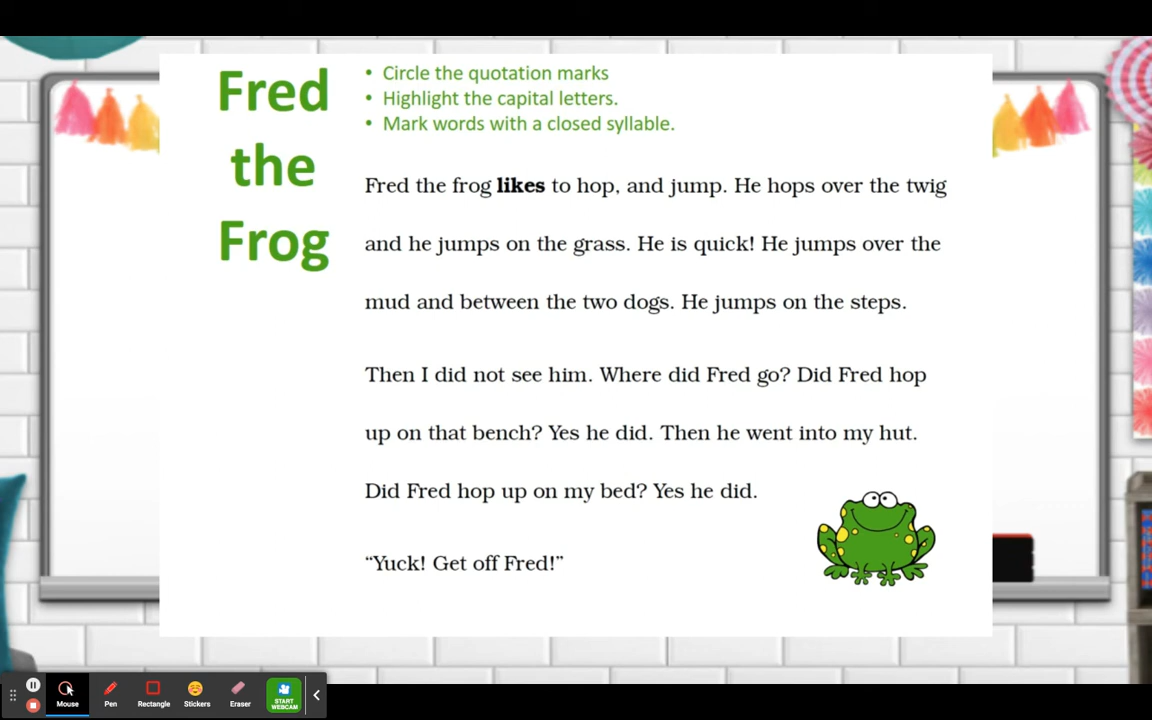 Fred
the
Frog
• Circle the quotation marks
• Highlight the capital letters.
• Mark words with a closed syllable.
Fred the frog likes to hop, and jump. He hops over the twig
and he jumps on the grass. He is quick! He jumps over the
mud and between the two dogs. He jumps on the steps.
Then I did not see him. Where did Fred go? Did Fred hop
up on that bench? Yes he did. Then he went into my hut.
Did Fred hop up on my bed? Yes he did.
“Yuck! Get off Fred!”
Mouse
Pen
Rectangle
Stickers
Eraser
START
WEBCAM